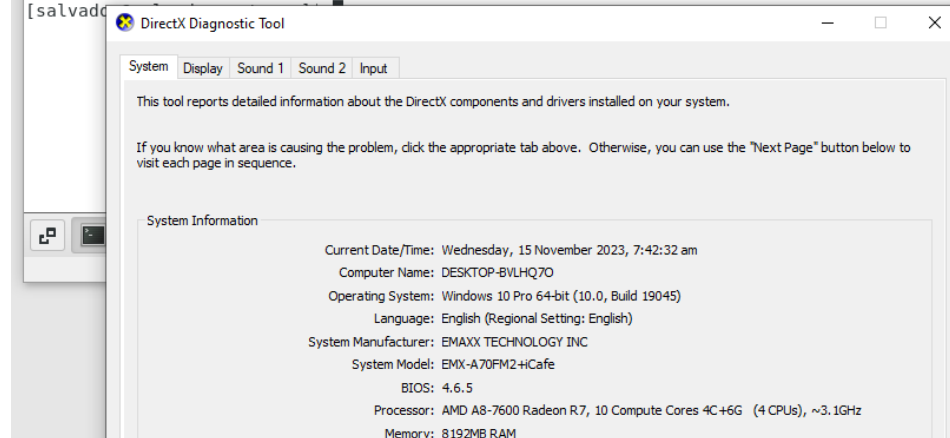 [salvado
DirectX Diagnostic Tool
System Display Sound 1 Sound 2 Input
This tool reports detailed information about the DirectX components and drivers installed on your system.
If you know what area is causing the problem, click the appropriate tab above. Otherwise, you can use the "Next Page" button below to
visit each page in sequence.
System Information
Current Date/Time: Wednesday, 15 November 2023, 7:42:32 am
Computer Name: DESKTOP-BVLHQ7O
Operating System: Windows 10 Pro 64-bit (10.0, Build 19045)
Language: English (Regional Setting: English)
System Manufacturer: EMAXX TECHNOLOGY INC
System Model: EMX-A70FM2+iCafe
BIOS: 4.6.5
Processor: AMD A8-7600 Radeon R7, 10 Compute Cores 4C+6G (4 CPUs), ~3.1GHz
Memory: 8192MB RAM